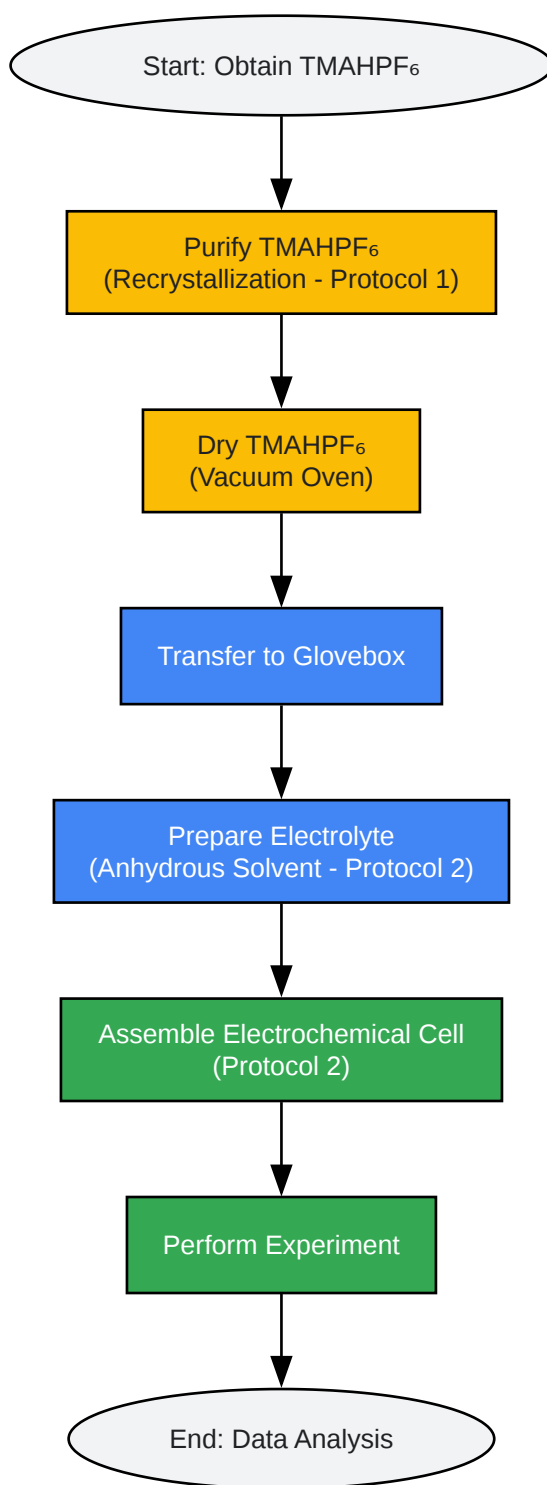 Start: Obtain TMAHPF₆
Purify TMAHPF₆
(Recrystallization - Protocol 1)
Dry TMAHPF₆
(Vacuum Oven)
Transfer to Glovebox
Prepare Electrolyte
(Anhydrous Solvent - Protocol 2)
Assemble Electrochemical Cell
(Protocol 2)
Perform Experiment
End: Data Analysis